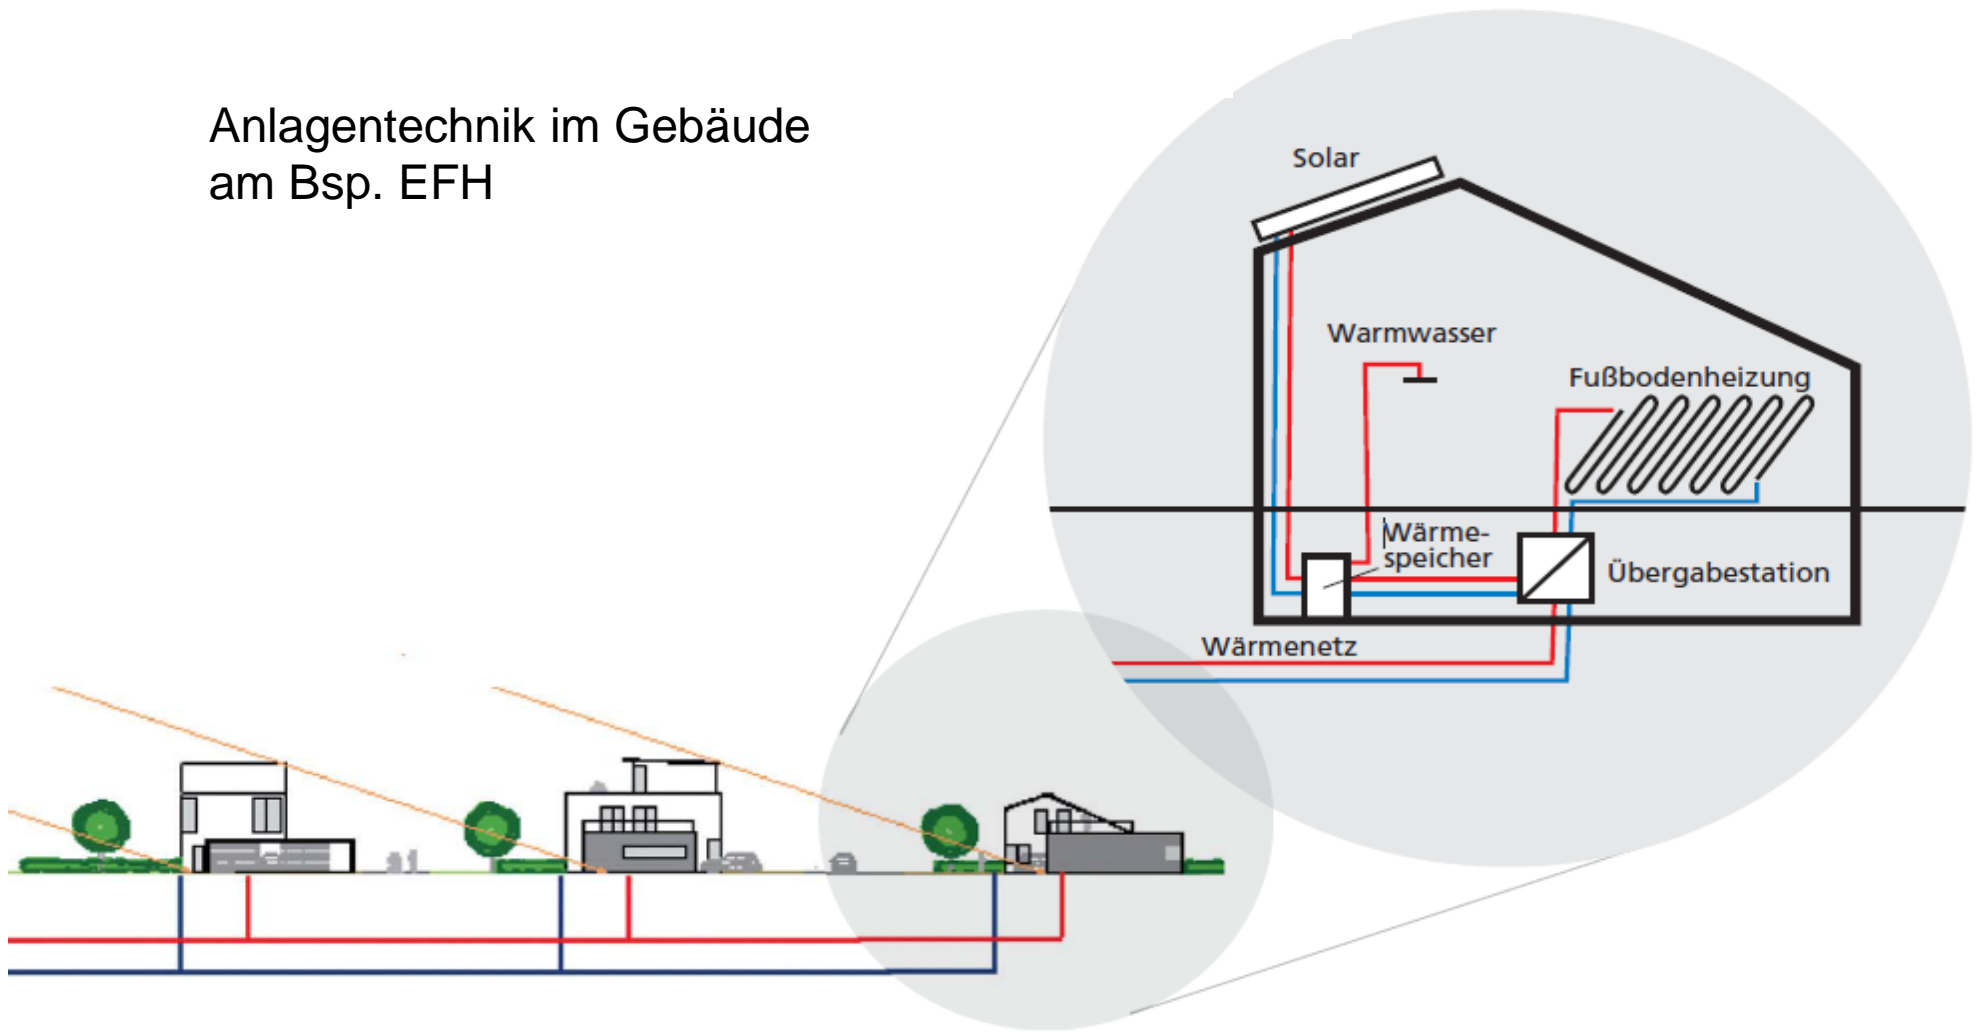 Anlagentechnik im Gebäude
am Bsp. EFH
Solar
Warmwasser
Fußbodenheizung
Wärme-
speicher
Übergabestation
Wärmenetz